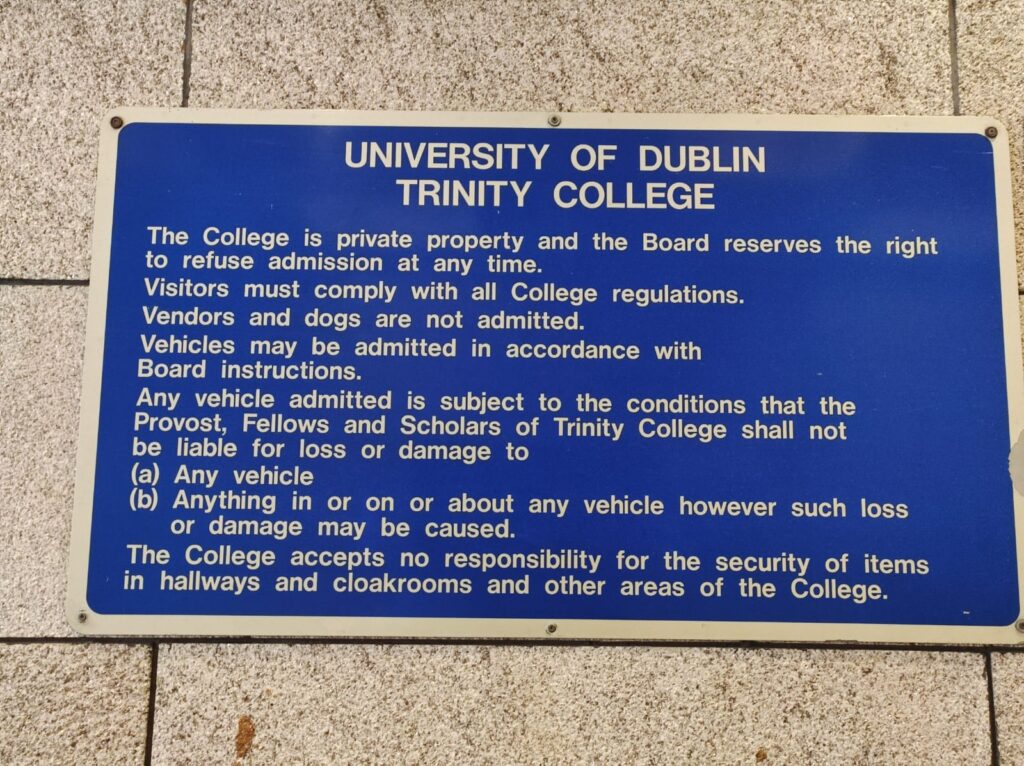 UNIVERSITY OF DUBLIN
TRINITY COLLEGE
The College is private property and the Board reserves the right
to refuse admission at any time.
Visitors must comply with all College regulations.
Vendors and dogs are not admitted.
Vehicles may be admitted in accordance with
Board instructions.
Any vehicle admitted is subject to the conditions that the
Provost, Fellows and Scholars of Trinity College shall not
be liable for loss or damage to
(a) Any vehicle
(b) Anything in or on or about any vehicle however such loss
or damage may be caused.
The College accepts no responsibility for the security of items
in hallways and cloakrooms and other areas of the College.